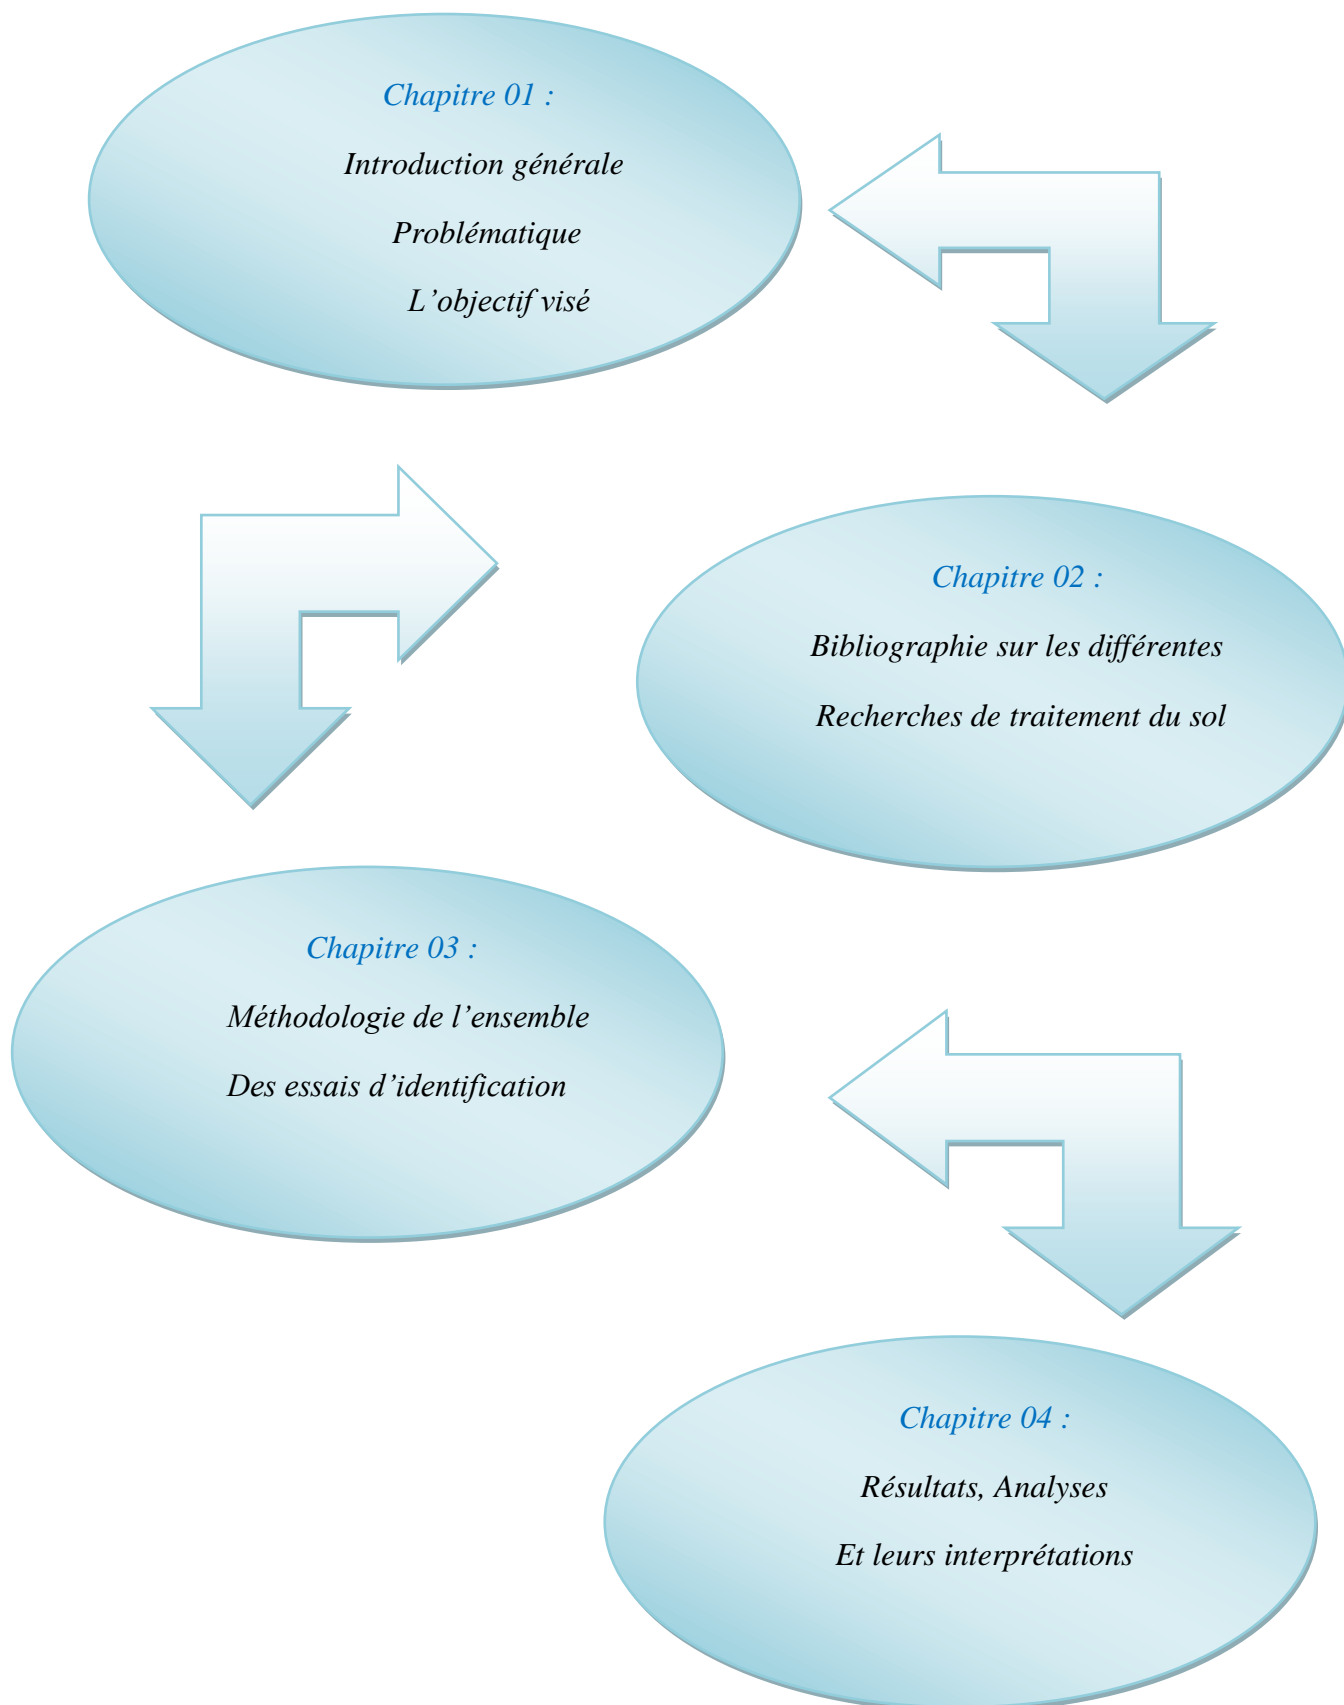 Chapitre 01 :
Introduction générale
Problématique
L’objectif visé
Chapitre 02 :
Bibliographie sur les différentes
Recherches de traitement du sol
Chapitre 03 :
Méthodologie de l’ensemble
Des essais d’identification
Chapitre 04 :
Résultats, Analyses
Et leurs interprétations